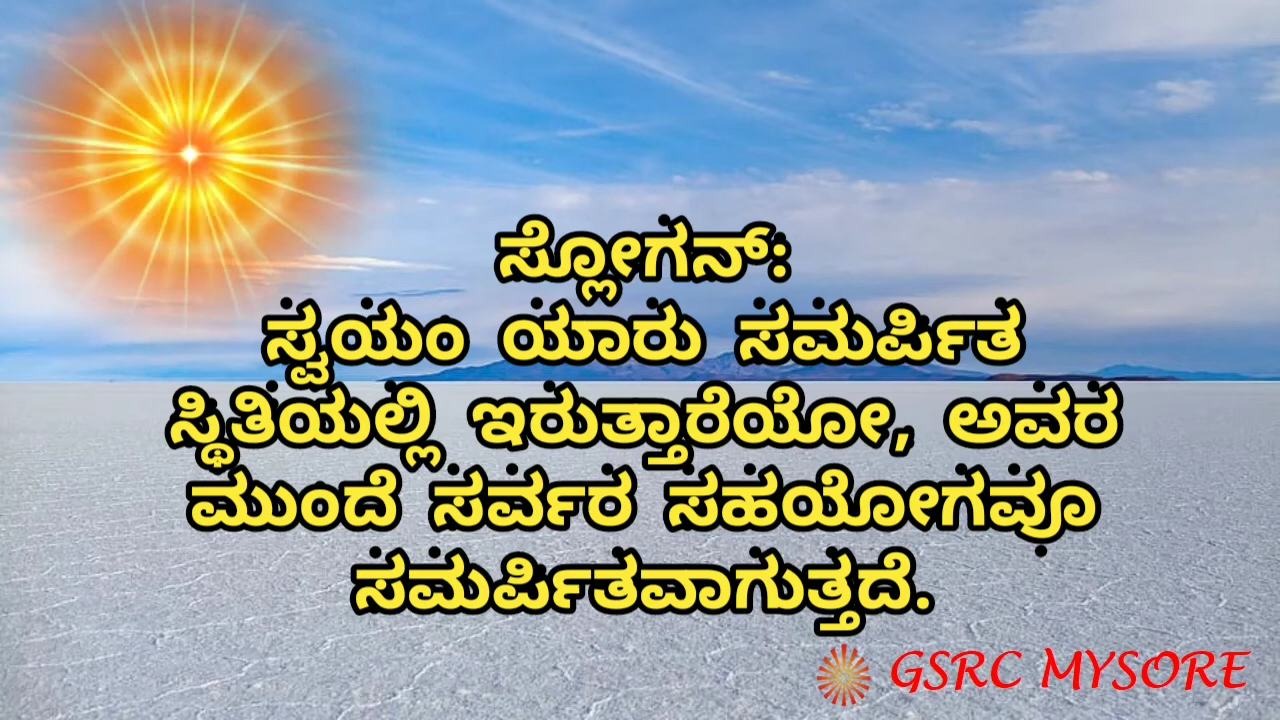 ಸ್ಲೋಗನ್:
ಸ್ವಯಂ ಯಾರು ಸಮರ್ಪಿತ
ಸ್ಥಿತಿಯಲ್ಲಿ ಇರುತ್ತಾರೆಯೋ, ಅವರ
ಮುಂದೆ ಸರ್ವರ ಸಹಯೋಗವೂ
ಸಮರ್ಪಿತವಾಗುತ್ತದೆ.
GSRC MYSORE